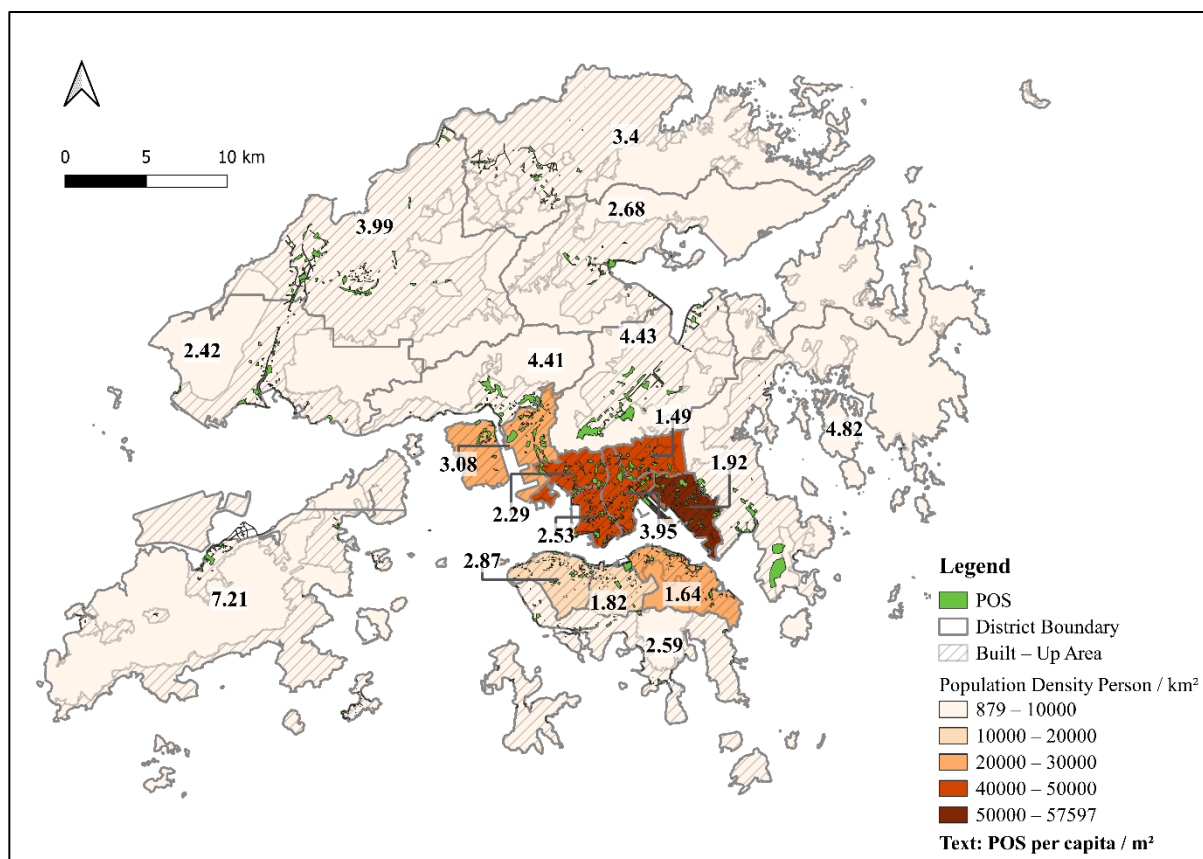 0 5 10 km
3.4
2.68
3.99
4.43
2.42
4.41
1.49
4.82
1.92
3.08
2.29
2.53
3.95
2.87
7.21
1.82
1.64
2.59
Legend
POS
District Boundary
Built – Up Area
Population Density Person / km²
879 – 10000
10000 – 20000
20000 – 30000
40000 – 50000
50000 – 57597
Text: POS per capita / m²